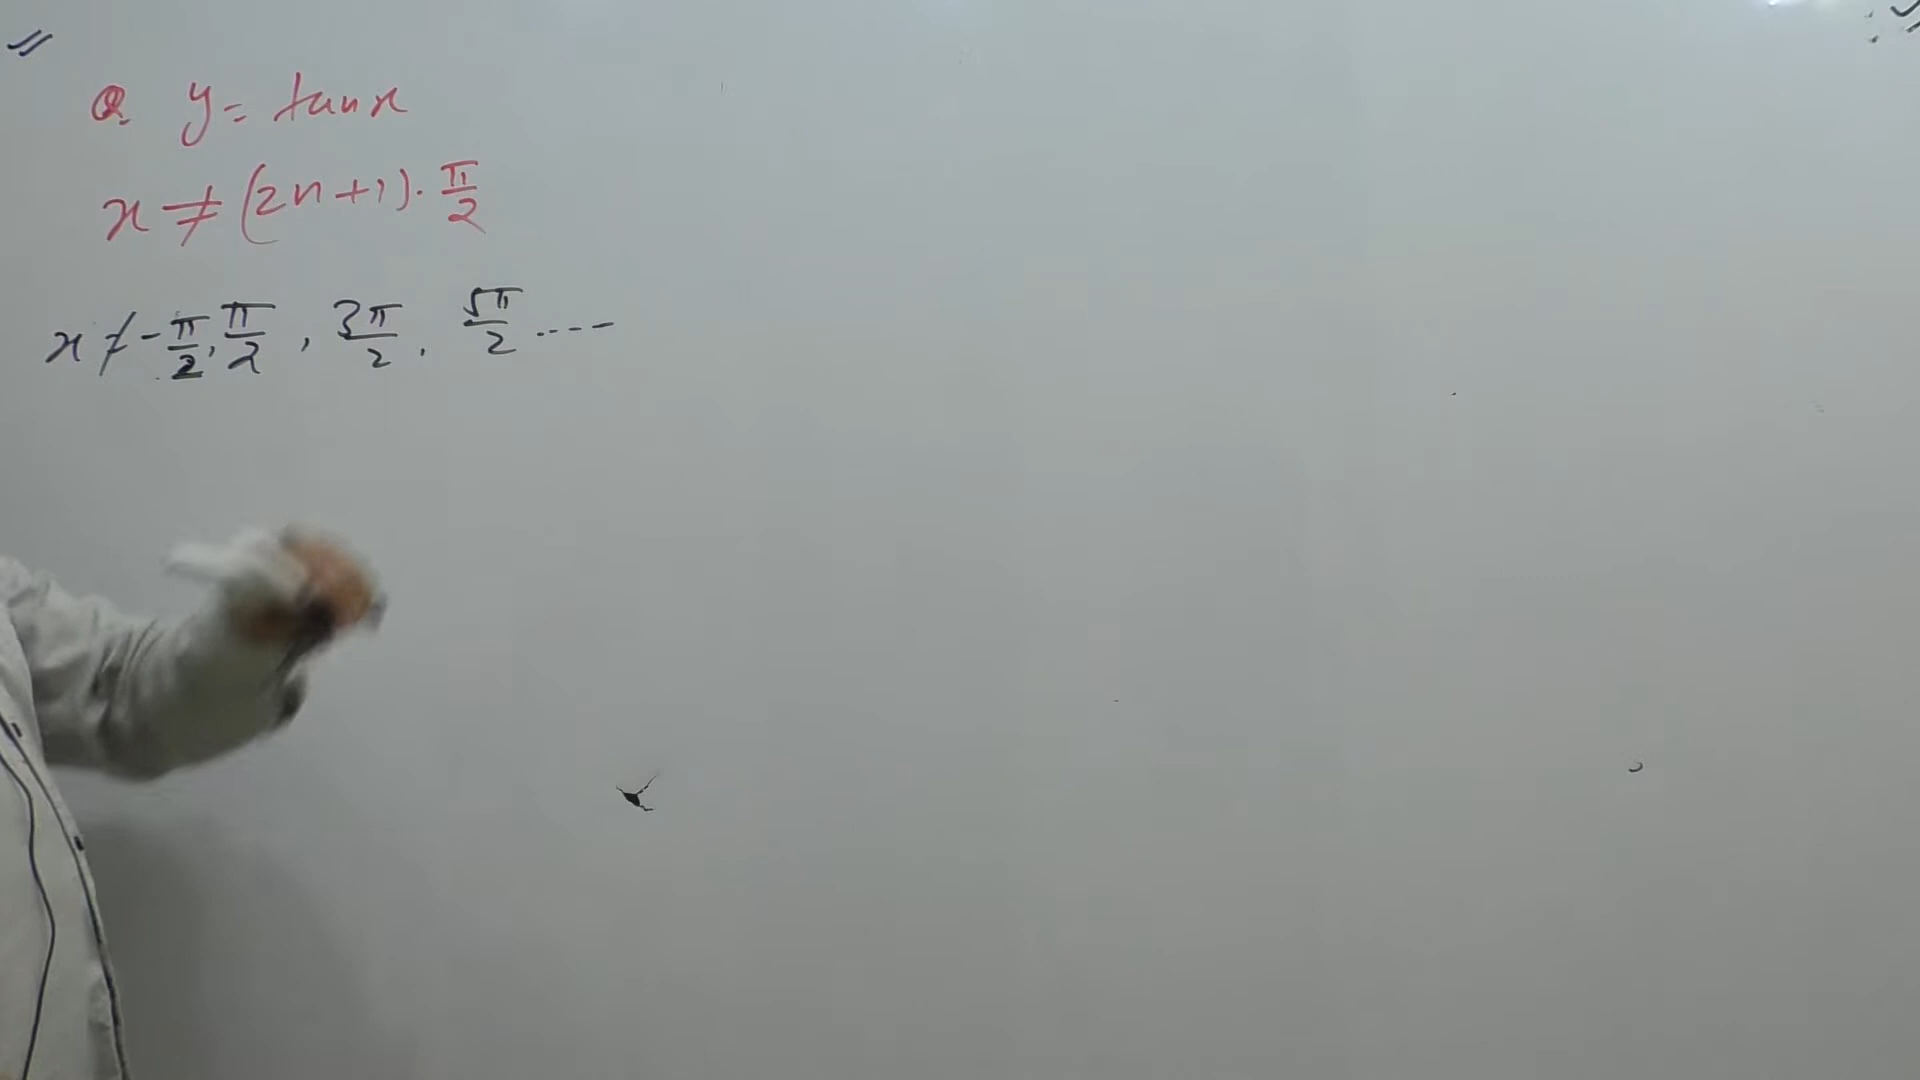 Q. y = tan x
x ≠ (2n+1)·π/2
x ≠ -π/2, π/2, 3π/2, 5π/2 ----